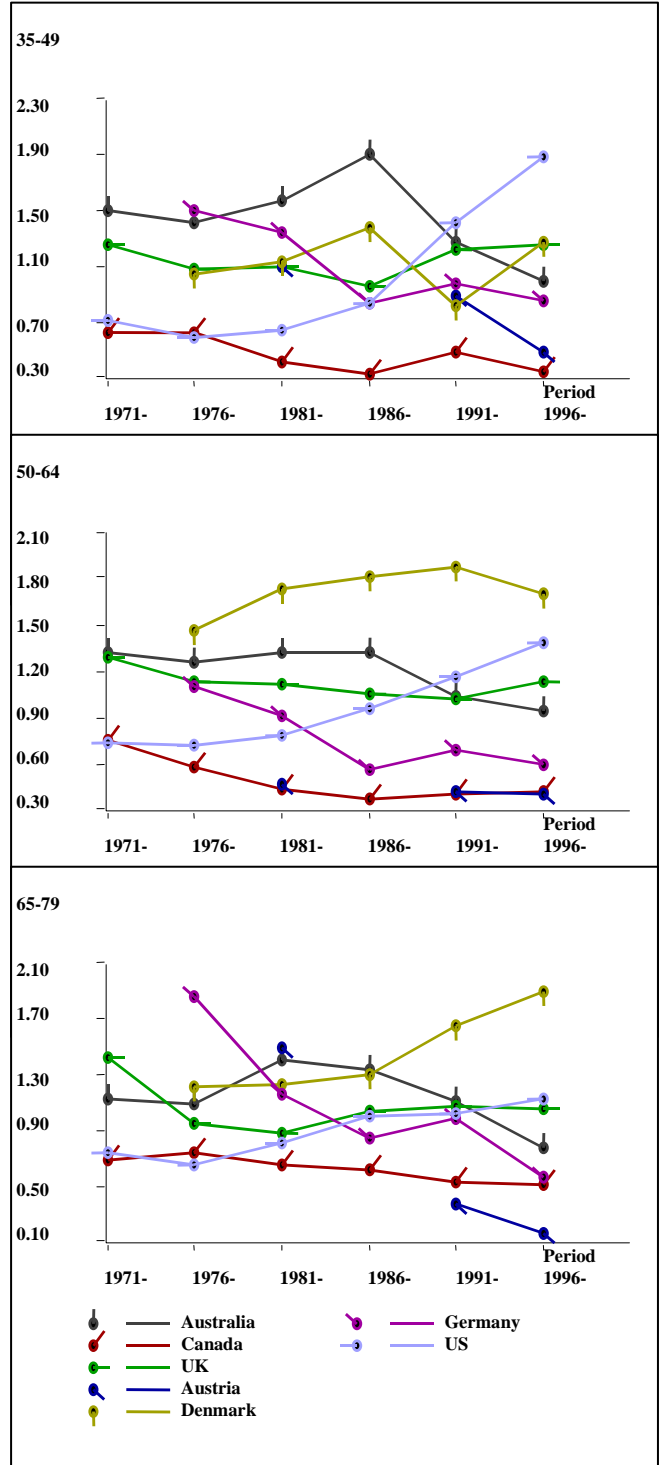 35-49
2.30
1.90
1.50
1.10
0.70
0.30
Period
1971- 1976- 1981- 1986- 1991- 1996-
50-64
2.10
1.80
1.50
1.20
0.90
0.60
0.30
Period
1971- 1976- 1981- 1986- 1991- 1996-
65-79
2.10
1.70
1.30
0.90
0.50
0.10
Period
1971- 1976- 1981- 1986- 1991- 1996-
Australia Germany
Canada US
UK
Austria
Denmark